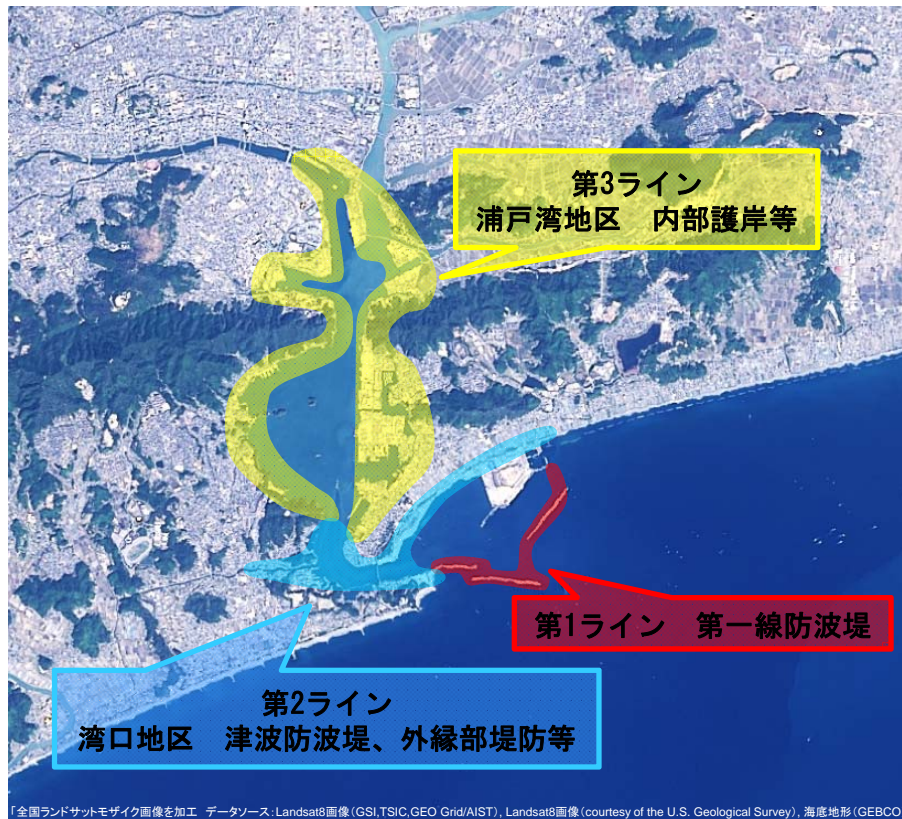 第3ライン
浦戸湾地区　内部護岸等
第1ライン　第一線防波堤
第2ライン
湾口地区　津波防波堤、外縁部堤防等
「全国ランドサットモザイク画像を加工　データソース：Landsat8画像（GSI,TSIC,GEO Grid/AIST）, Landsat8画像（courtesy of the U.S. Geological Survey）, 海底地形（GEBCO